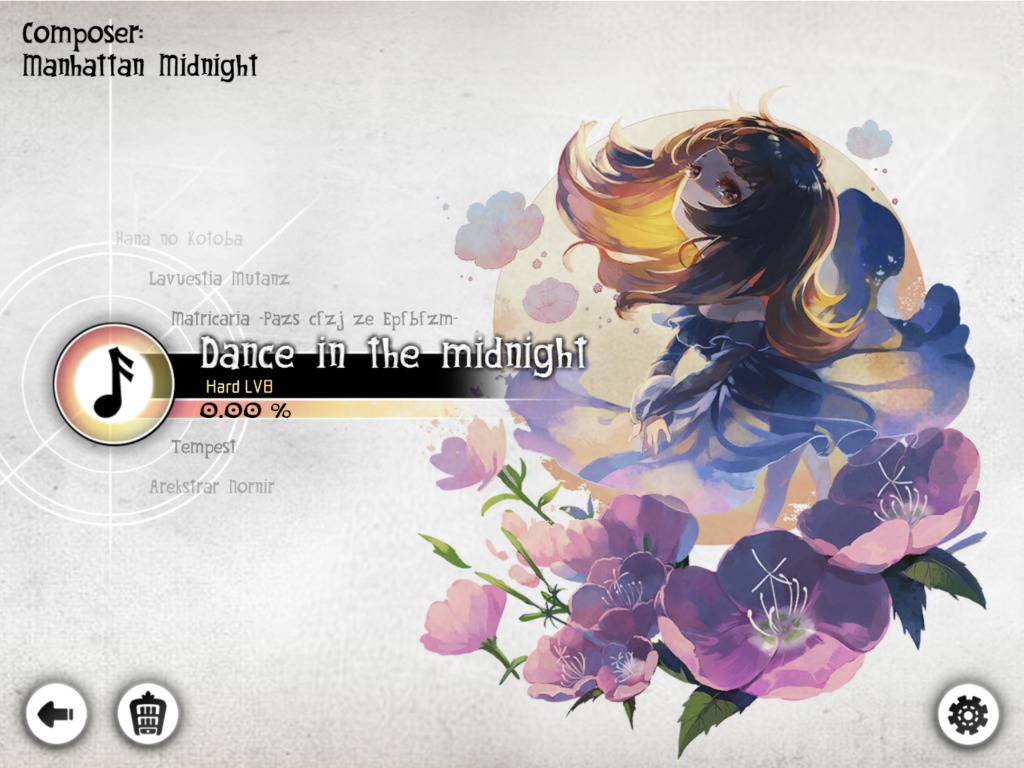 Composer:
Manhattan Midnight
Hana no Kotoba
Lavuestia Mutanz
Matricaria -Pazs cfzj ze Epfbfzm-
Dance in the midnight
Hard LV8
0.00 %
Tempest
Arekstrar Nornir